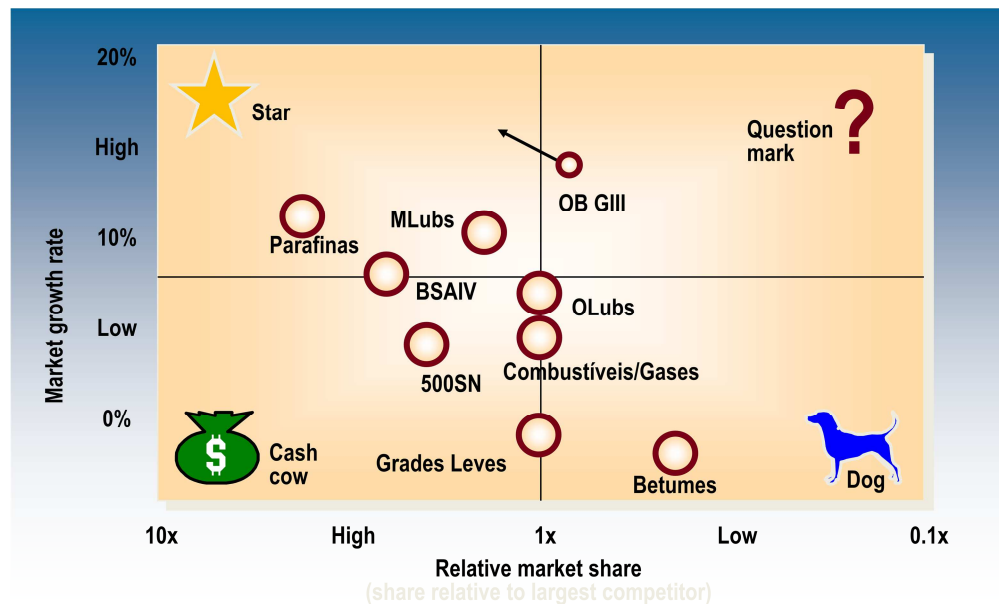 20%
Star
Question
mark
?
High
OB GIII
MLubs
10%
Parafinas
BSAIV
OLubs
Market growth rate
Low
Combustíveis/Gases
500SN
0%
$
Cash
cow
Grades Leves
Betumes
Dog
10x
High
1x
Low
0.1x
Relative market share
(share relative to largest competitor)